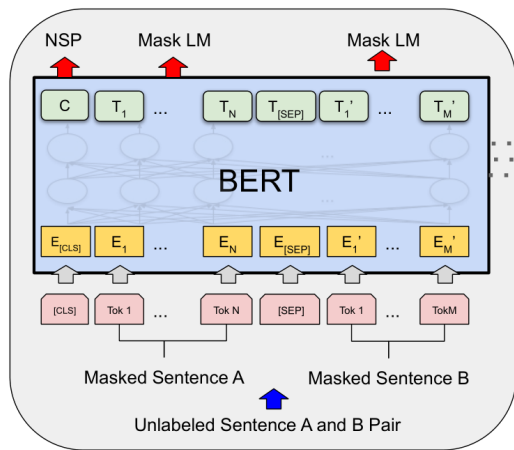 NSP Mask LM Mask LM
C T1 ... TN T[SEP] T1' ... TM'
...
BERT
...
E[CLS] E1 ... EN E[SEP] E1' ... EM'
[CLS] Tok 1 ... Tok N [SEP] Tok 1 ... TokM
Masked Sentence A Masked Sentence B
Unlabeled Sentence A and B Pair